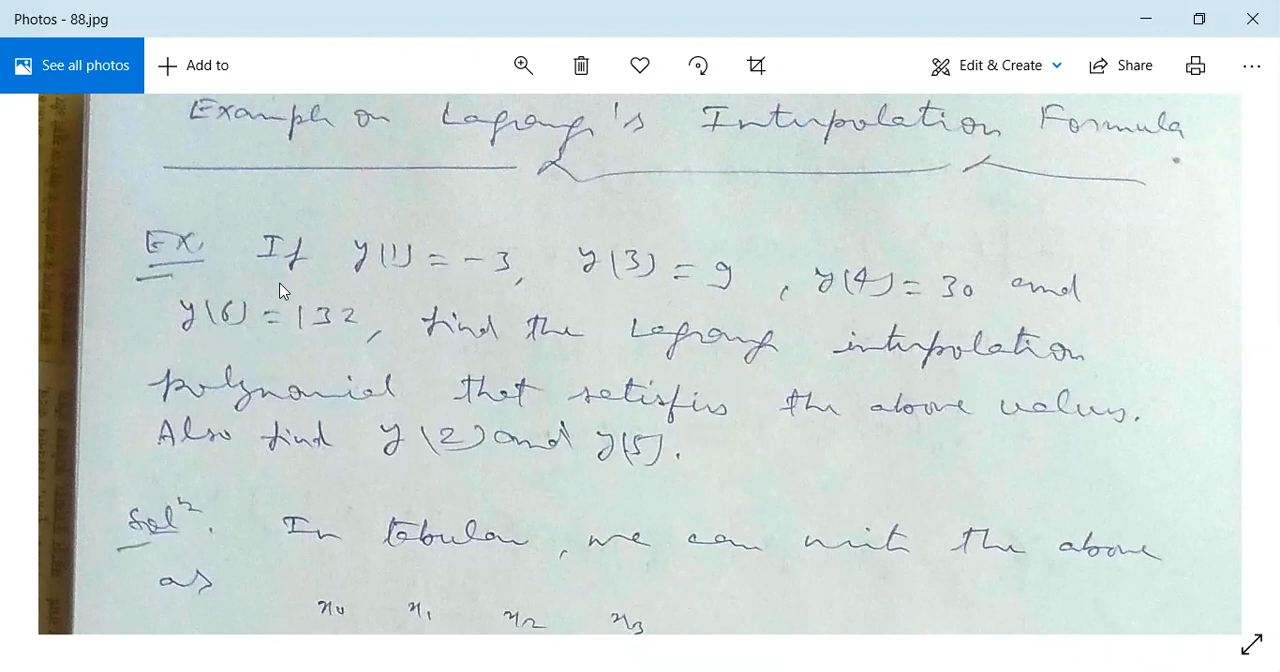 Photos - 88.jpg
See all photos
Add to
Edit & Create
Share
Example on Lagrang's Interpolation Formula
Ex. If y(1) = -3, y(3) = 9, y(4) = 30 and
y(6) = 132, find the Lagrang interpolation
polynomial that satisfies the above values.
Also find y(2) and y(5).
Solⁿ. In tabular, we can write the above
as
x₀ x₁ x₂ x₃